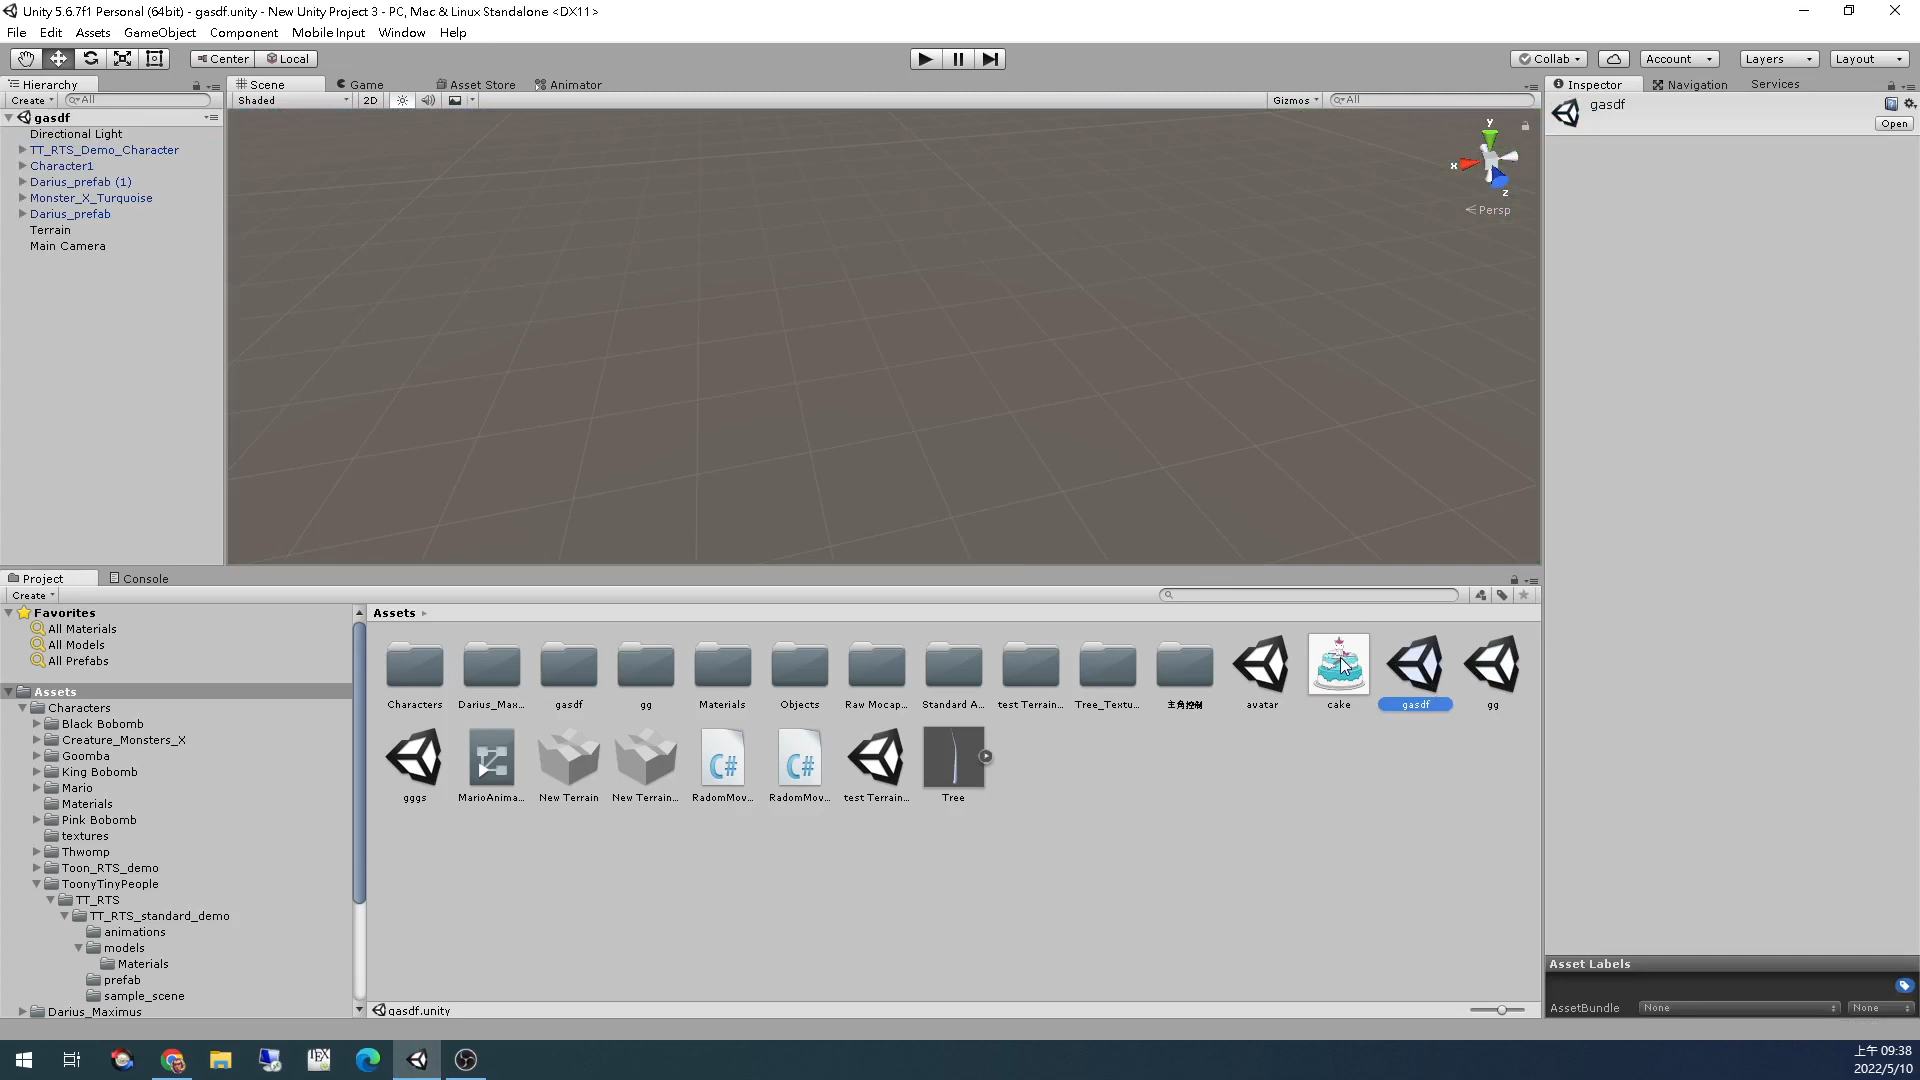 Unity 5.6.7f1 Personal (64bit) - gasdf.unity - New Unity Project 3 - PC, Mac & Linux Standalone <DX11>
File Edit Assets GameObject Component Mobile Input Window Help
Center Local
Collab Account Layers Layout
Hierarchy
Create All
gasdf
Directional Light
TT_RTS_Demo_Character
Character1
Darius_prefab (1)
Monster_X_Turquoise
Darius_prefab
Terrain
Main Camera
Scene Game Asset Store Animator
Shaded 2D Gizmos All
y
x
z
Persp
Inspector Navigation Services
gasdf
Open
Project Console
Create
Favorites
All Materials
All Models
All Prefabs
Assets
Characters
Black Bobomb
Creature_Monsters_X
Goomba
King Bobomb
Mario
Materials
Pink Bobomb
textures
Thwomp
Toon_RTS_demo
ToonyTinyPeople
TT_RTS
TT_RTS_standard_demo
animations
models
Materials
prefab
sample_scene
Darius_Maximus
Assets
Characters Darius_Max... gasdf gg Materials Objects Raw Mocap... Standard A... test Terrain... Tree_Textu... 主角控制 avatar cake gasdf gg
gggs MarioAnima... New Terrain New Terrain... RadomMov... RadomMov... test Terrain... Tree
C# C#
gasdf.unity
Asset Labels
AssetBundle None None
TEX
上午 09:38
2022/5/10